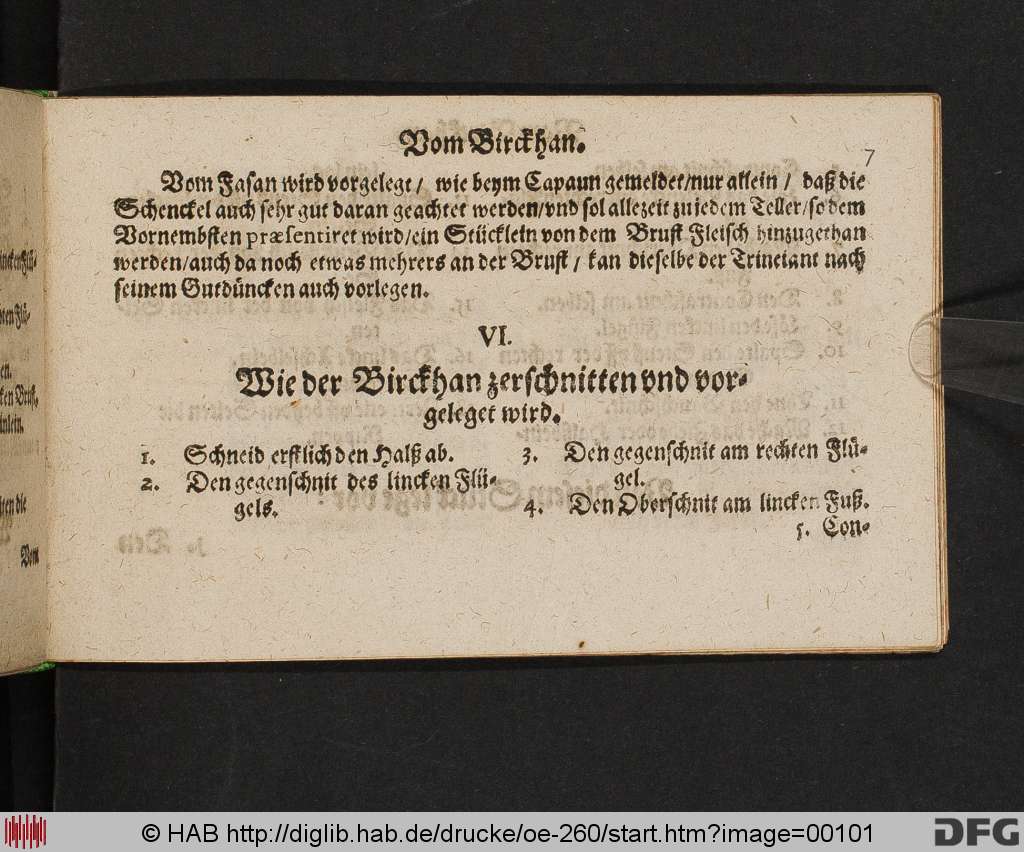 Vom Birckhan.
7
Vom Fasan wird vorgelegt / wie beym Capaun gemeldet/nur allein / daß die
Schenckel auch sehr gut daran geachtet werden/vnd sol allezeit zu jedem Teller/so dem
Vornembsten præsentiret wird/ein Stücklein von dem Brust Fleisch hinzugethan
werden/auch da noch etwas mehrers an der Brust / kan dieselbe der Trinciant nach
seinem Gutdüncken auch vorlegen.
VI.
Wie der Birckhan zerschnitten vnd vor-
geleget wird.
1. Schneid erstlich den Halß ab.
2. Den gegenschnit des lincken Flü-
gels.
3. Den gegenschnit am rechten Flü-
gel.
4. Den Oberschnit am lincken Fuß.
5. Con-
Vom
© HAB http://diglib.hab.de/drucke/oe-260/start.htm?image=00101
DFG